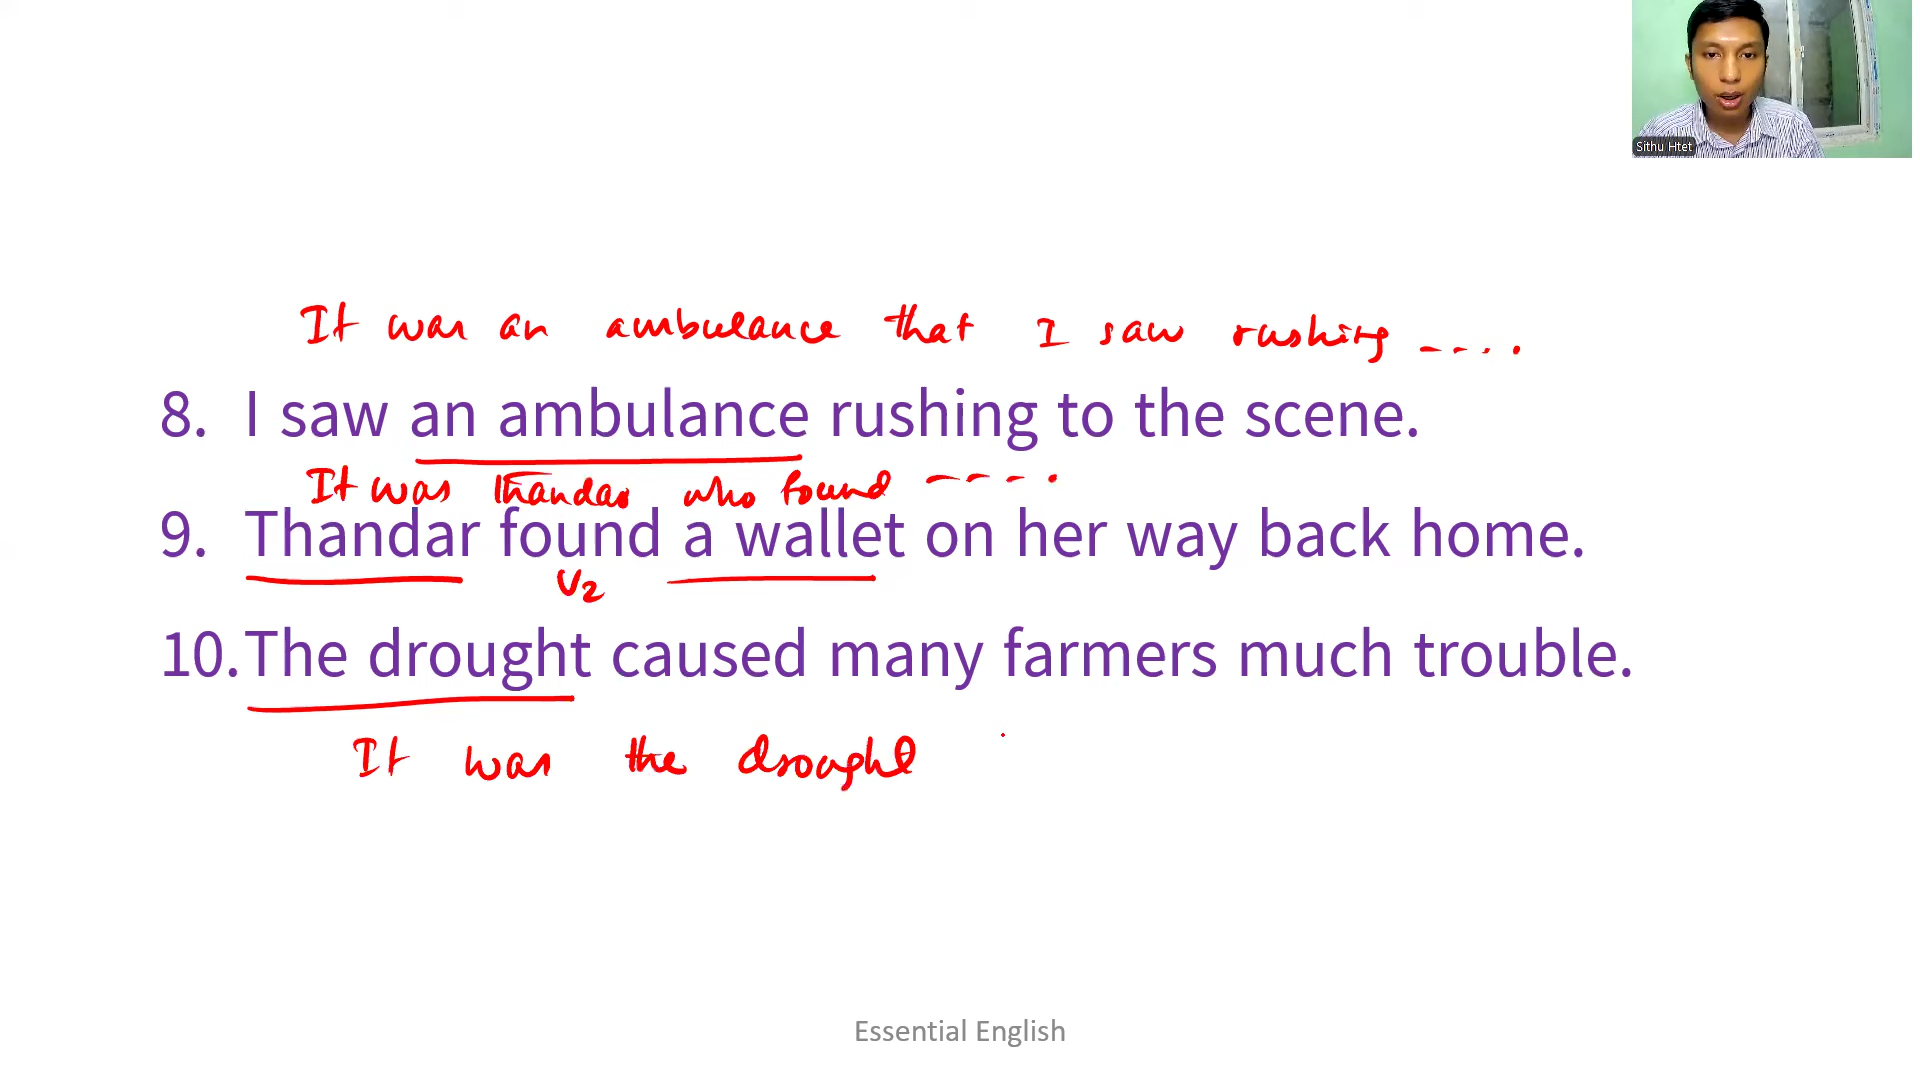 Sithu Htet
It was an ambulance that I saw rushing ----
8. I saw an ambulance rushing to the scene.
It was Thandar who found ----
9. Thandar found a wallet on her way back home.
V2
10. The drought caused many farmers much trouble.
It was the drought
Essential English